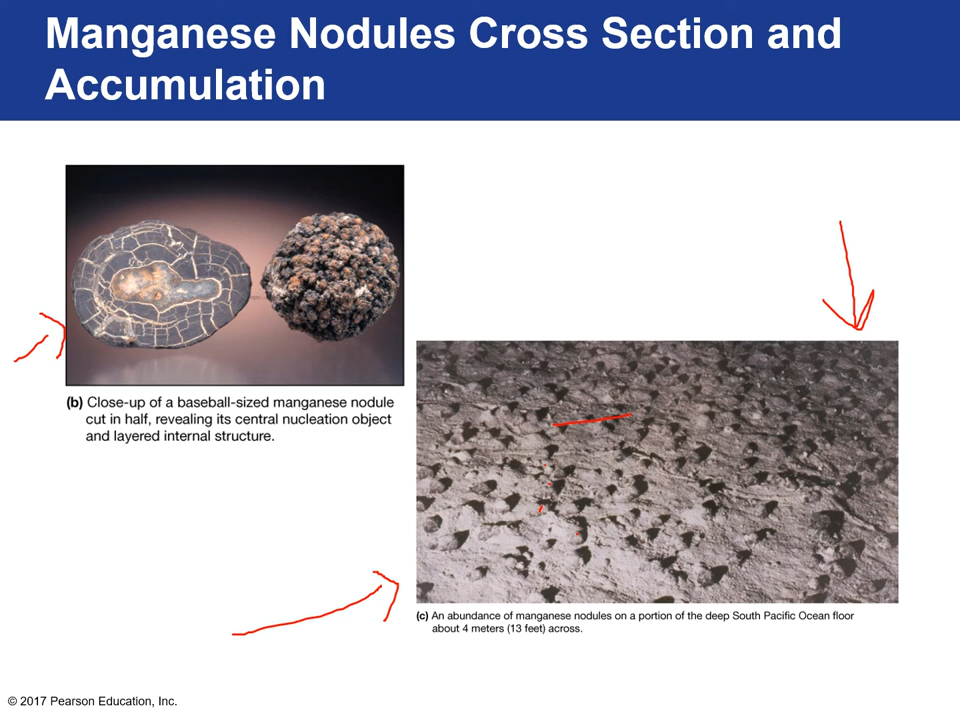 Manganese Nodules Cross Section and
Accumulation
(b) Close-up of a baseball-sized manganese nodule
cut in half, revealing its central nucleation object
and layered internal structure.
(c) An abundance of manganese nodules on a portion of the deep South Pacific Ocean floor
about 4 meters (13 feet) across.
© 2017 Pearson Education, Inc.